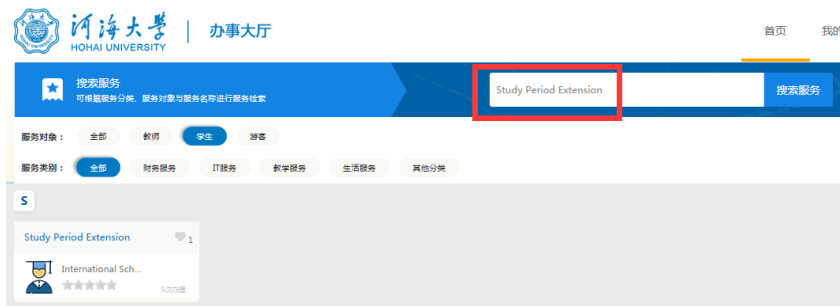 河海大学
HOHAI UNIVERSITY
办事大厅
首页
我的
搜索服务
可根据服务分类、服务对象与服务名称进行服务检索
Study Period Extension
搜索服务
服务对象： 全部 教师 学生 游客
服务类别： 全部 财务服务 IT服务 教学服务 生活服务 其他分类
S
Study Period Extension
1
International Sch...
5次办理